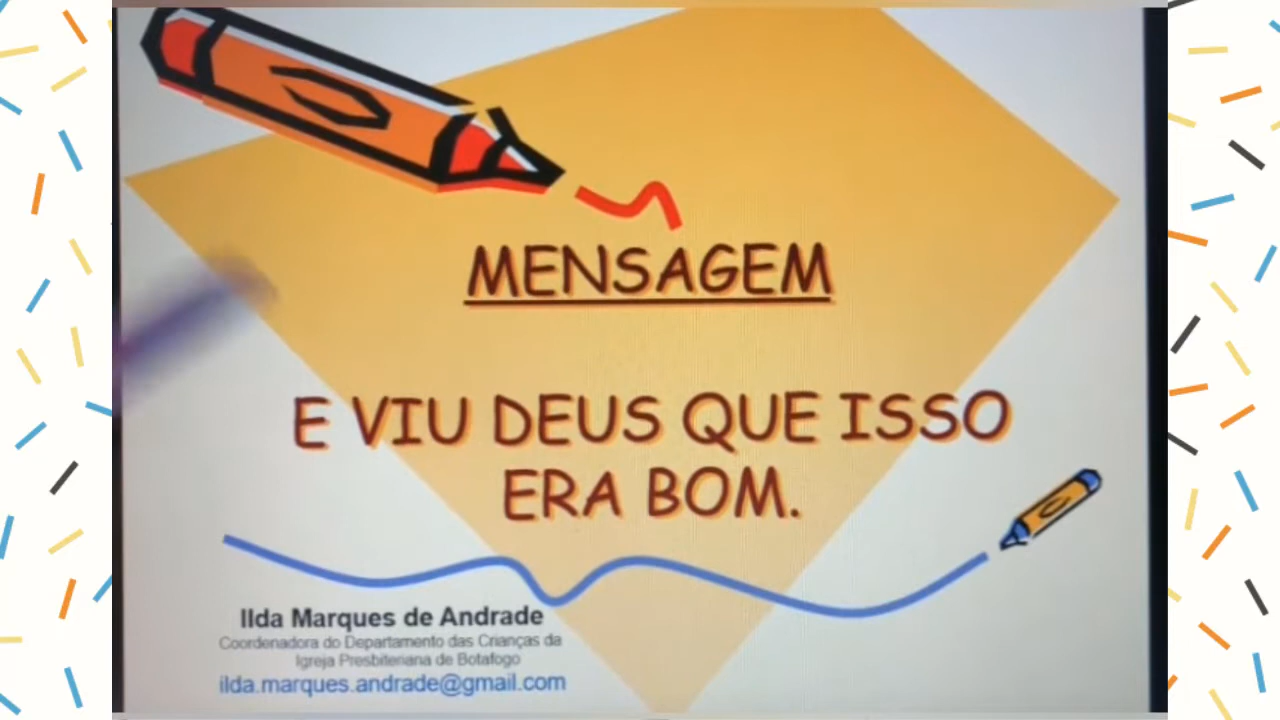 MENSAGEM
E VIU DEUS QUE ISSO
ERA BOM.
Ilda Marques de Andrade
Coordenadora do Departamento das Crianças da
Igreja Presbiteriana de Botafogo
ilda.marques.andrade@gmail.com